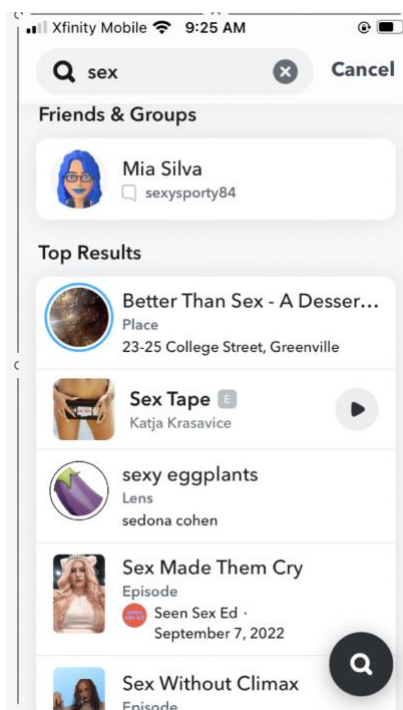 Xfinity Mobile 9:25 AM
sex
Cancel
Friends & Groups
Mia Silva
sexysporty84
Top Results
Better Than Sex - A Desser...
Place
23-25 College Street, Greenville
Sex Tape E
Katja Krasavice
sexy eggplants
Lens
sedona cohen
Sex Made Them Cry
Episode
Seen Sex Ed ·
September 7, 2022
Sex Without Climax
Episode